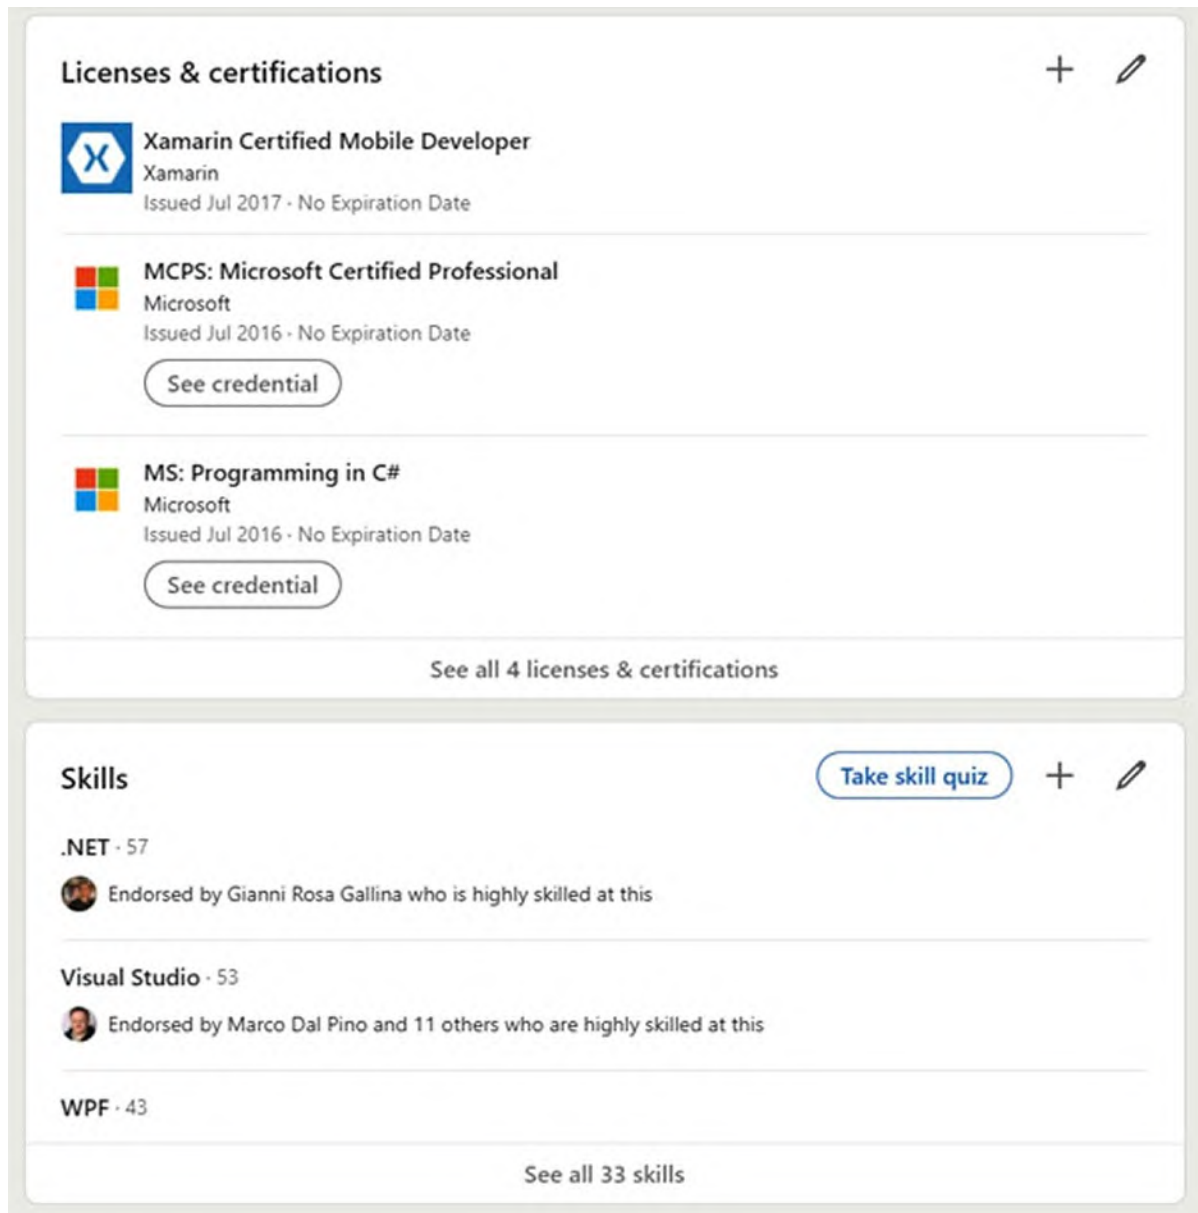 Licenses & certifications
Xamarin Certified Mobile Developer
Xamarin
Issued Jul 2017 · No Expiration Date
MCPS: Microsoft Certified Professional
Microsoft
Issued Jul 2016 · No Expiration Date
See credential
MS: Programming in C#
Microsoft
Issued Jul 2016 · No Expiration Date
See credential
See all 4 licenses & certifications
Skills
Take skill quiz
.NET · 57
Endorsed by Gianni Rosa Gallina who is highly skilled at this
Visual Studio · 53
Endorsed by Marco Dal Pino and 11 others who are highly skilled at this
WPF · 43
See all 33 skills